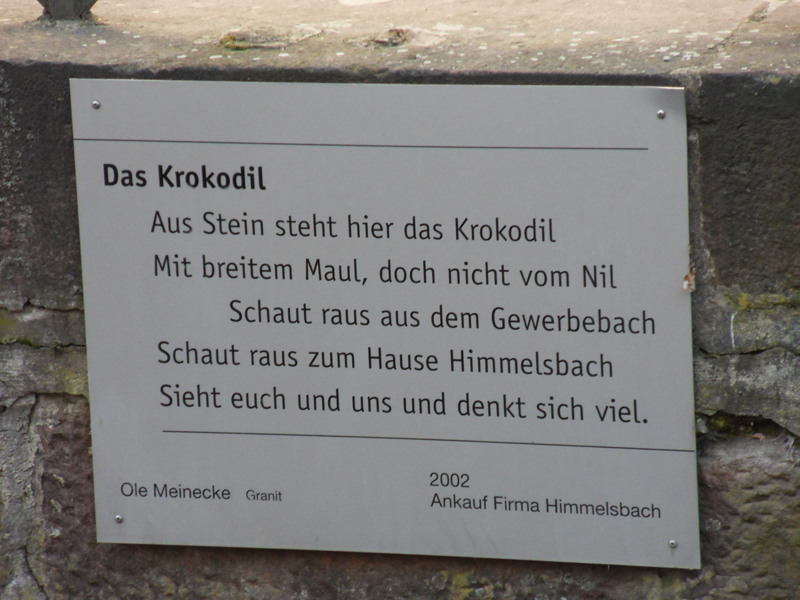 Das Krokodil
Aus Stein steht hier das Krokodil
Mit breitem Maul, doch nicht vom Nil
Schaut raus aus dem Gewerbebach
Schaut raus zum Hause Himmelsbach
Sieht euch und uns und denkt sich viel.
Ole Meinecke Granit
2002
Ankauf Firma Himmelsbach